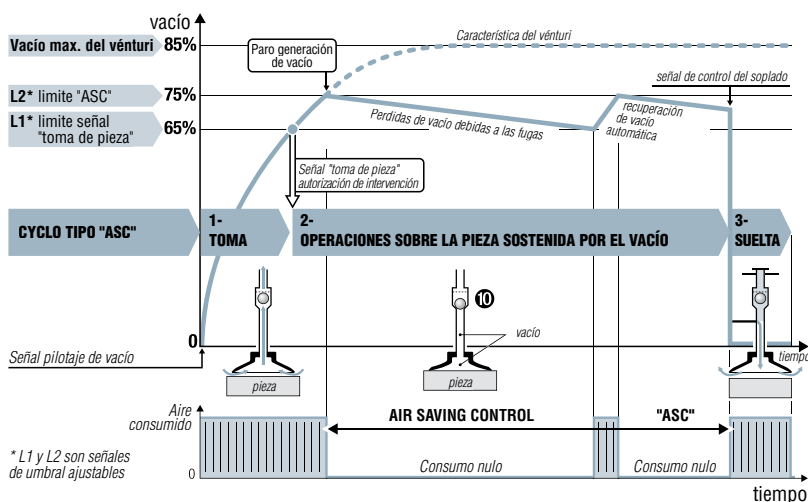 vacío
Vacío max. del vénturi 85%
Característica del vénturi
Paro generación
de vacío
L2* limite "ASC" 75%
señal de control del soplado
L1* limite señal
"toma de pieza"
65%
Perdidas de vacío debidas a las fugas
recuperación
de vacío
automática
Señal "toma de pieza"
autorización de intervención
CYCLO TIPO "ASC"
1-
TOMA
2-
OPERACIONES SOBRE LA PIEZA SOSTENIDA POR EL VACÍO
3-
SUELTA
10
vacío
0
Señal pilotaje de vacío
tiempo
pieza
pieza
Aire
consumido
AIR SAVING CONTROL "ASC"
* L1 y L2 son señales
de umbral ajustables
0
Consumo nulo
Consumo nulo
tiempo